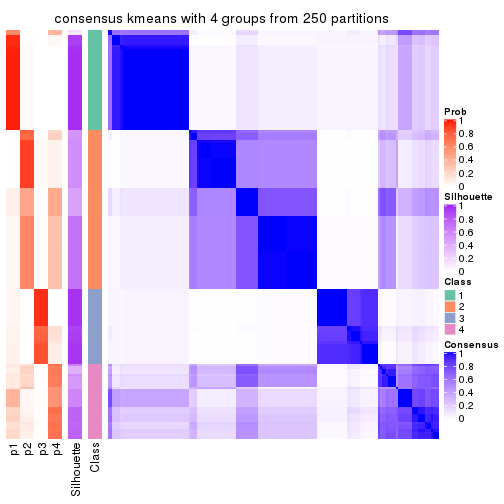 consensus kmeans with 4 groups from 250 partitions
Prob
1
0.8
0.6
0.4
0.2
0
Silhouette
1
0.8
0.6
0.4
0.2
0
Class
1
2
3
4
Consensus
1
0.8
0.6
0.4
0.2
0
p1
p2
p3
p4
Silhouette
Class